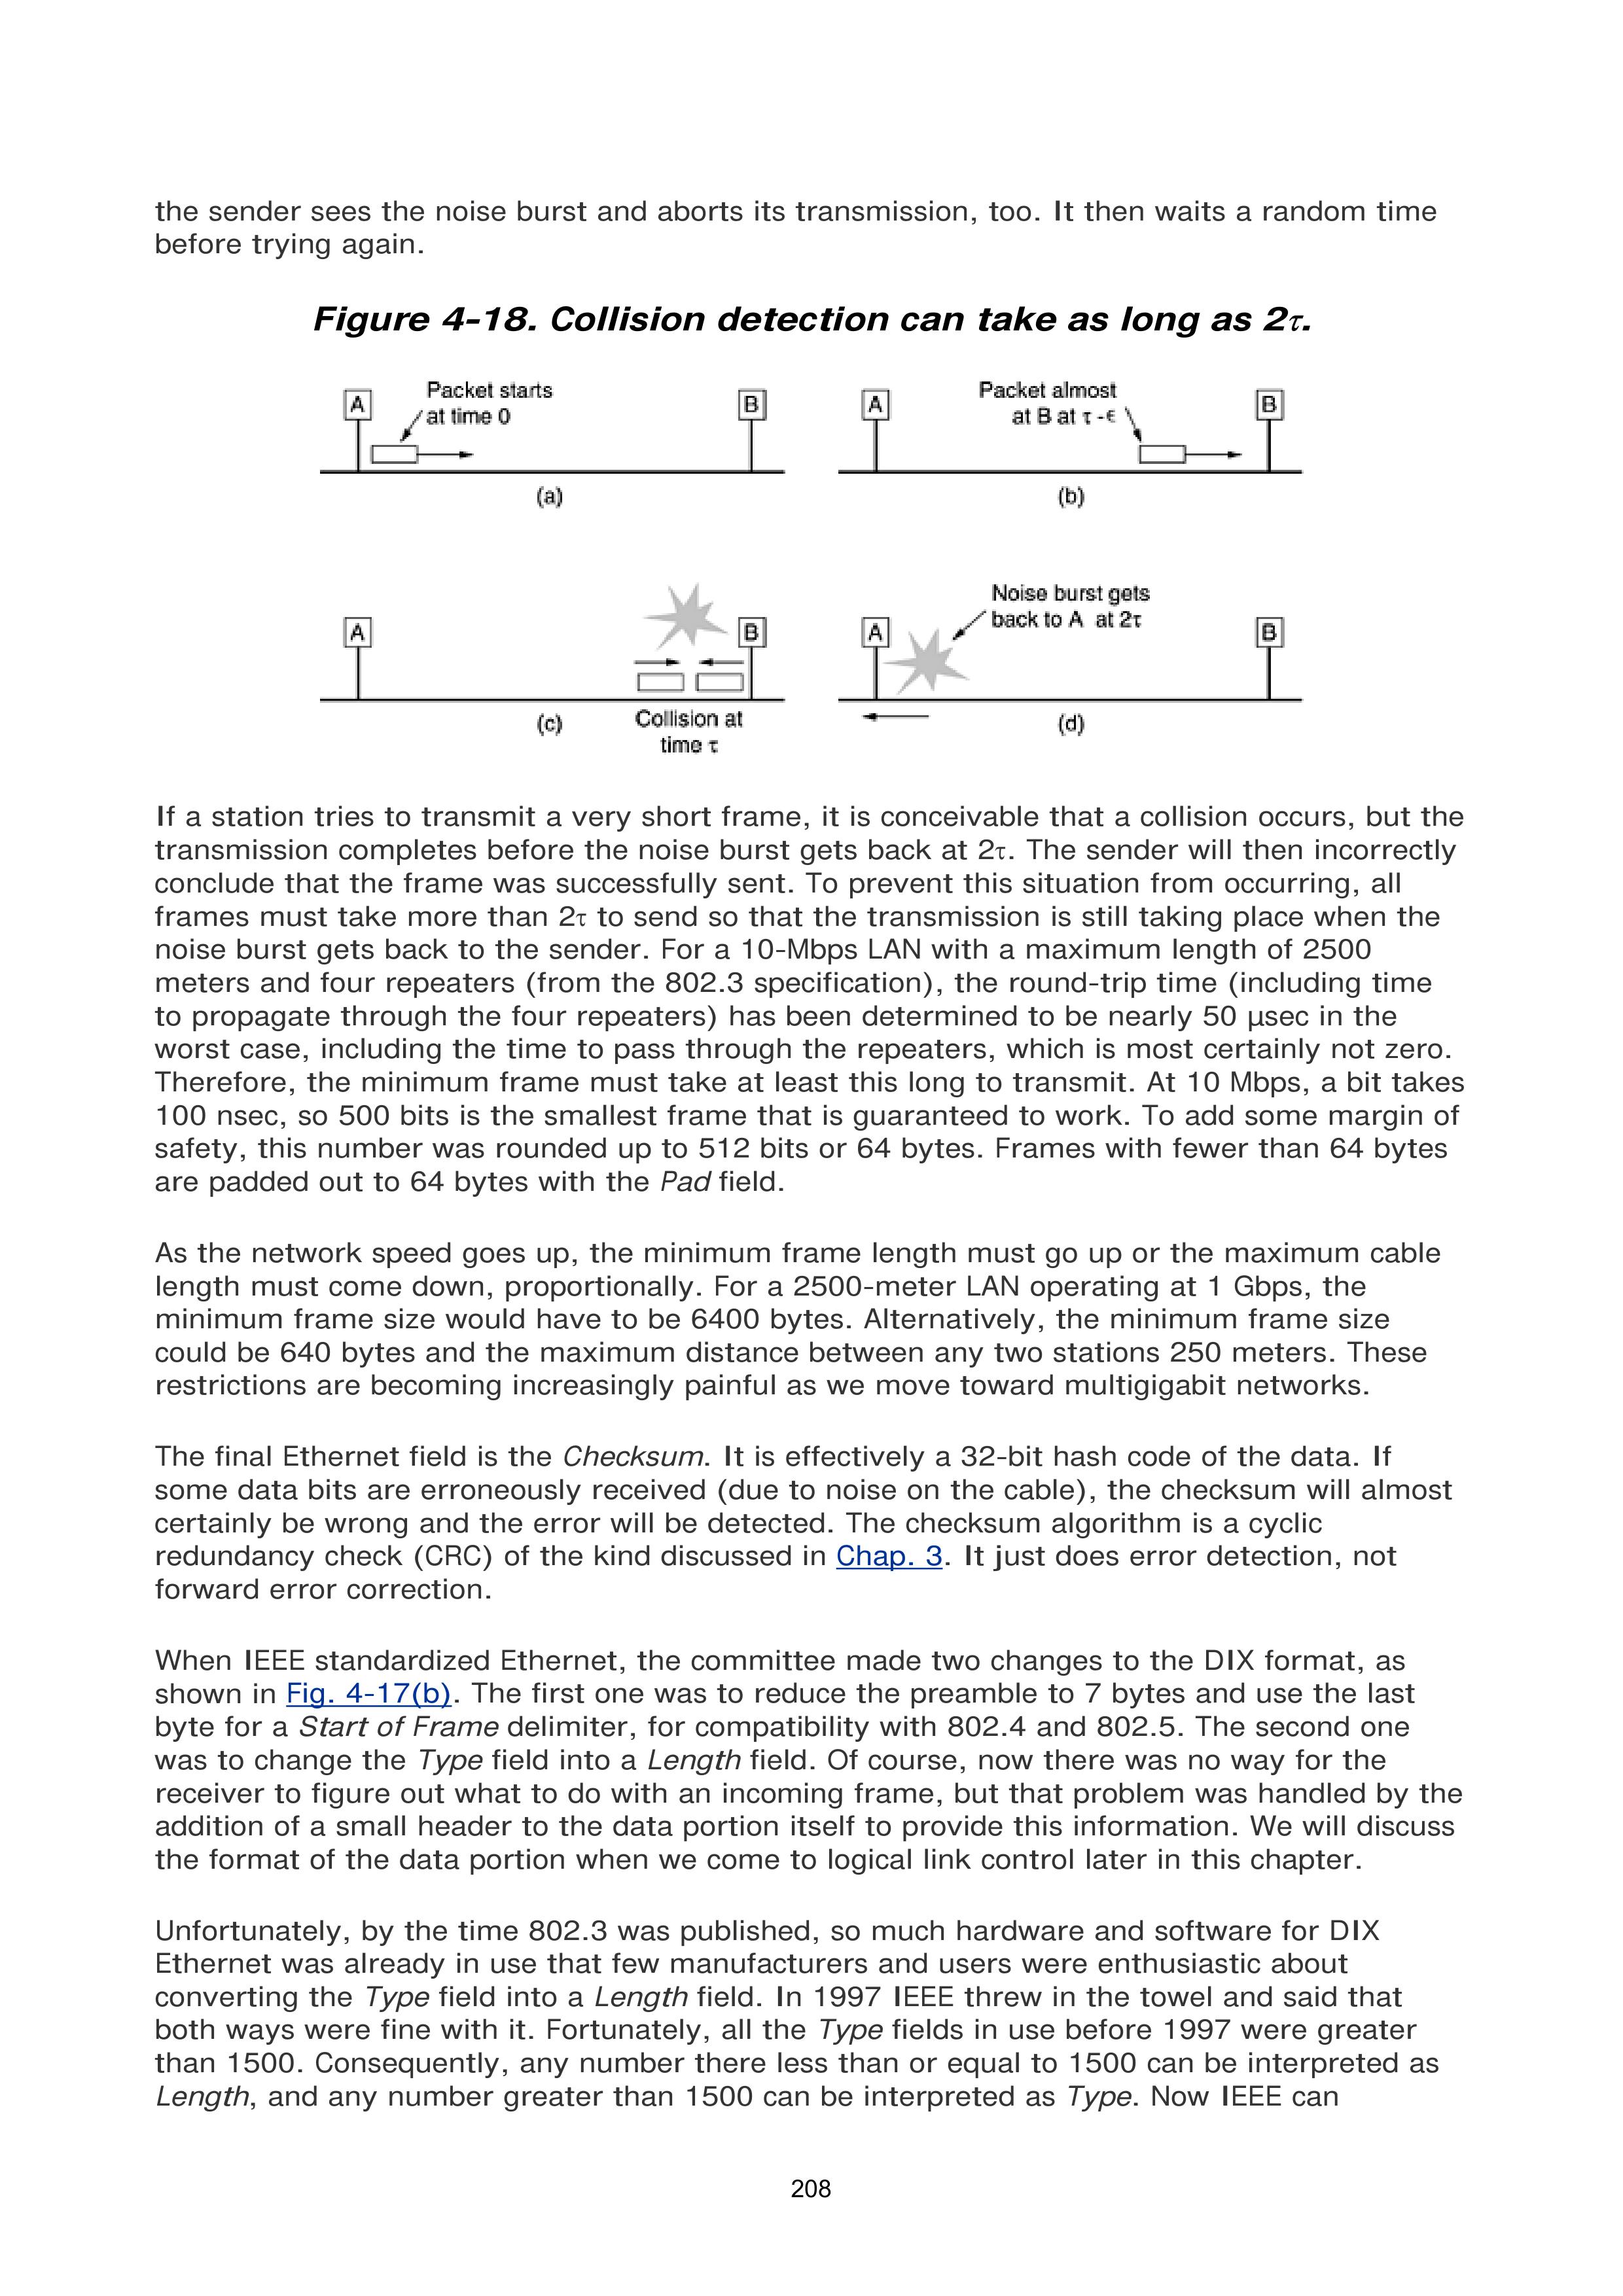 the sender sees the noise burst and aborts its transmission, too. It then waits a random time
before trying again.
Figure 4-18. Collision detection can take as long as 2τ.
A
Packet starts
at time 0
B
(a)
A
Packet almost
at B at τ -ϵ
B
(b)
A
B
(c)
Collision at
time τ
A
Noise burst gets
back to A at 2τ
B
(d)
If a station tries to transmit a very short frame, it is conceivable that a collision occurs, but the
transmission completes before the noise burst gets back at 2τ. The sender will then incorrectly
conclude that the frame was successfully sent. To prevent this situation from occurring, all
frames must take more than 2τ to send so that the transmission is still taking place when the
noise burst gets back to the sender. For a 10-Mbps LAN with a maximum length of 2500
meters and four repeaters (from the 802.3 specification), the round-trip time (including time
to propagate through the four repeaters) has been determined to be nearly 50 μsec in the
worst case, including the time to pass through the repeaters, which is most certainly not zero.
Therefore, the minimum frame must take at least this long to transmit. At 10 Mbps, a bit takes
100 nsec, so 500 bits is the smallest frame that is guaranteed to work. To add some margin of
safety, this number was rounded up to 512 bits or 64 bytes. Frames with fewer than 64 bytes
are padded out to 64 bytes with the Pad field.
As the network speed goes up, the minimum frame length must go up or the maximum cable
length must come down, proportionally. For a 2500-meter LAN operating at 1 Gbps, the
minimum frame size would have to be 6400 bytes. Alternatively, the minimum frame size
could be 640 bytes and the maximum distance between any two stations 250 meters. These
restrictions are becoming increasingly painful as we move toward multigigabit networks.
The final Ethernet field is the Checksum. It is effectively a 32-bit hash code of the data. If
some data bits are erroneously received (due to noise on the cable), the checksum will almost
certainly be wrong and the error will be detected. The checksum algorithm is a cyclic
redundancy check (CRC) of the kind discussed in Chap. 3. It just does error detection, not
forward error correction.
When IEEE standardized Ethernet, the committee made two changes to the DIX format, as
shown in Fig. 4-17(b). The first one was to reduce the preamble to 7 bytes and use the last
byte for a Start of Frame delimiter, for compatibility with 802.4 and 802.5. The second one
was to change the Type field into a Length field. Of course, now there was no way for the
receiver to figure out what to do with an incoming frame, but that problem was handled by the
addition of a small header to the data portion itself to provide this information. We will discuss
the format of the data portion when we come to logical link control later in this chapter.
Unfortunately, by the time 802.3 was published, so much hardware and software for DIX
Ethernet was already in use that few manufacturers and users were enthusiastic about
converting the Type field into a Length field. In 1997 IEEE threw in the towel and said that
both ways were fine with it. Fortunately, all the Type fields in use before 1997 were greater
than 1500. Consequently, any number there less than or equal to 1500 can be interpreted as
Length, and any number greater than 1500 can be interpreted as Type. Now IEEE can
208